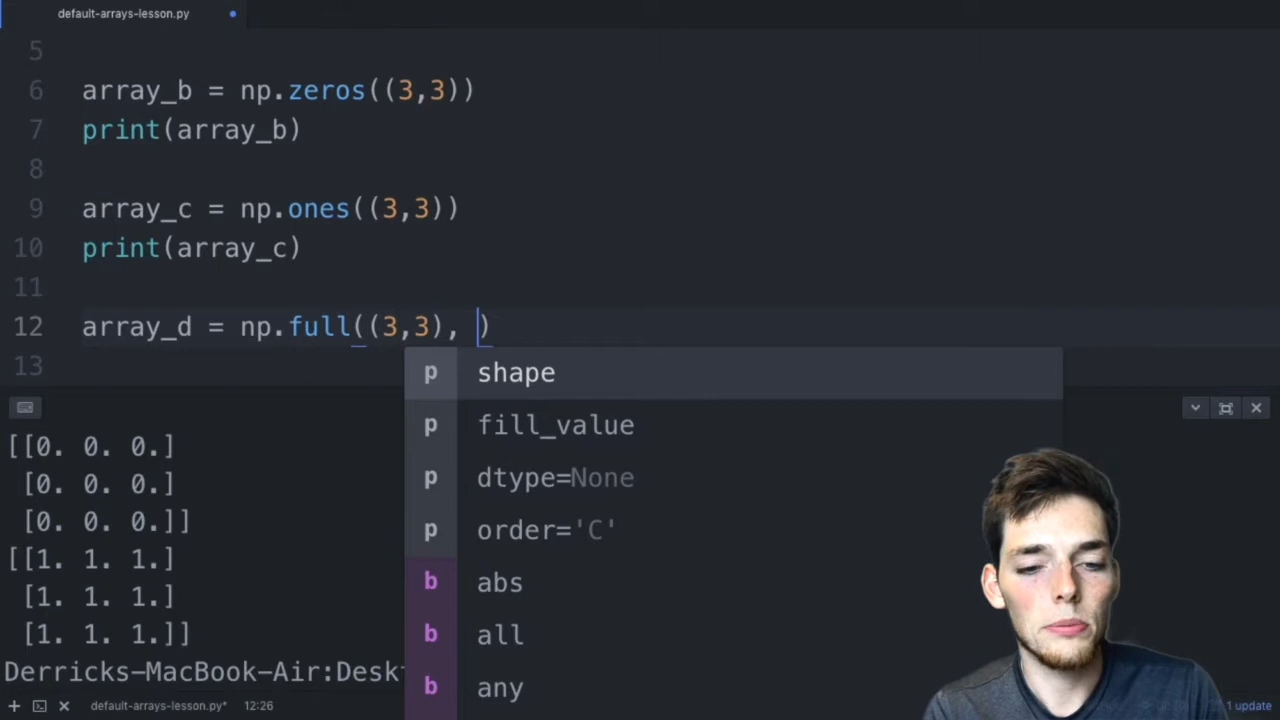 default-arrays-lesson.py
5
6 array_b = np.zeros((3,3))
7 print(array_b)
8
9 array_c = np.ones((3,3))
10 print(array_c)
11
12 array_d = np.full((3,3), )
13
p shape
p fill_value
p dtype=None
p order='C'
b abs
b all
b any
[[0. 0. 0.]
[0. 0. 0.]
[0. 0. 0.]]
[[1. 1. 1.]
[1. 1. 1.]
[1. 1. 1.]]
Derricks-MacBook-Air:Deskt
default-arrays-lesson.py* 12:26
1 update